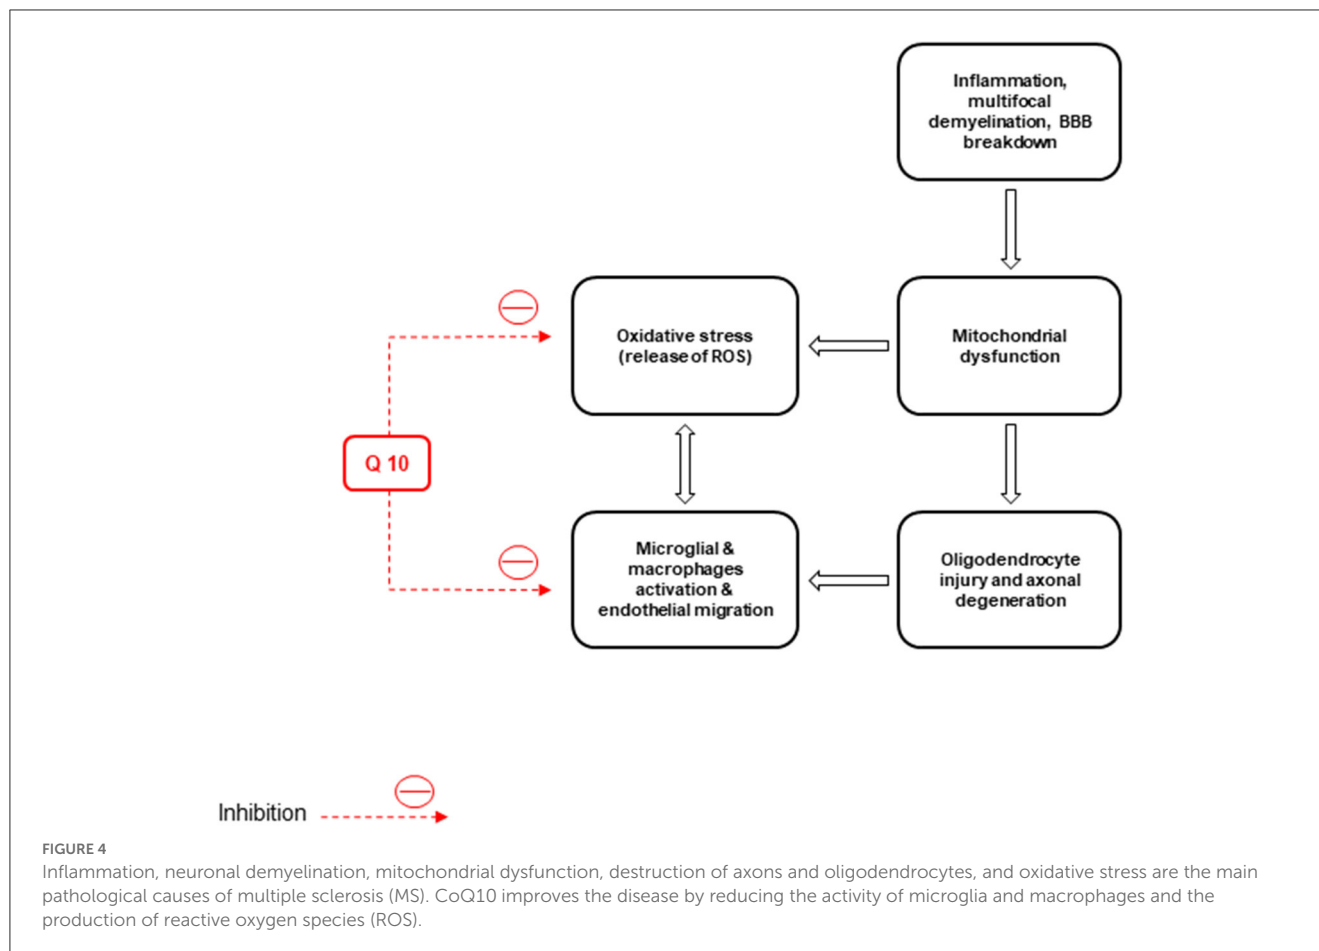 Inflammation,
multifocal
demyelination, BBB
breakdown
Oxidative stress
(release of ROS)
Mitochondrial
dysfunction
Q 10
Microglial &
macrophages
activation &
endothelial migration
Oligodendrocyte
injury and axonal
degeneration
Inhibition
FIGURE 4
Inflammation, neuronal demyelination, mitochondrial dysfunction, destruction of axons and oligodendrocytes, and oxidative stress are the main
pathological causes of multiple sclerosis (MS). CoQ10 improves the disease by reducing the activity of microglia and macrophages and the
production of reactive oxygen species (ROS).